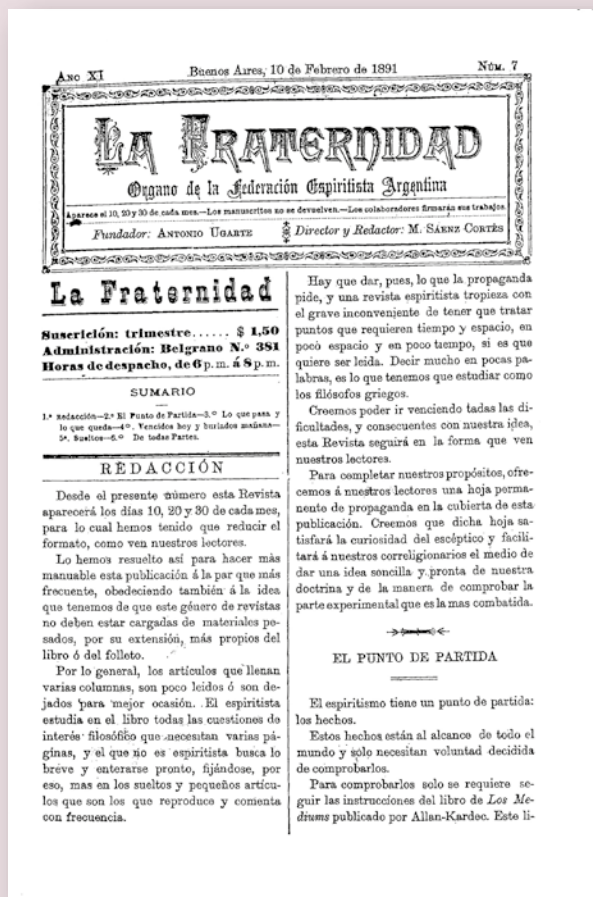 AÑO XI
Buenos Aires, 10 de Febrero de 1891
NÚM. 7
LA FRATERNIDAD
Organo de la Federación Espiritista Argentina
Aparece el 10, 20 y 30 de cada mes.—Los manuscritos no se devuelven.—Los colaboradores firmarán sus trabajos.
Fundador: ANTONIO UGARTE
Director y Redactor: M. SÁENZ CORTÉS
La Fraternidad
Suscrición: trimestre...... $ 1,50
Administración: Belgrano N.º 381
Horas de despacho, de 6 p. m. á 8 p. m.
SUMARIO
1.º Redacción—2.º El Punto de Partida—3.º Lo que pasa y
lo que queda—4º. Vencidos hoy y burlados mañana—
5º. Sueltos—6.º De todas Partes.
REDACCIÓN
Desde el presente número esta Revista
aparecerá los días 10, 20 y 30 de cada mes,
para lo cual hemos tenido que reducir el
formato, como ven nuestros lectores.
Lo hemos resuelto así para hacer más
manuable esta publicación á la par que más
frecuente, obedeciendo también á la idea
que tenemos de que este género de revistas
no deben estar cargadas de materiales pe-
sados, por su extensión, más propios del
libro ó del folleto.
Por lo general, los artículos que llenan
varias columnas, son poco leidos ó son de-
jados para mejor ocasión. El espiritista
estudia en el libro todas las cuestiones de
interés filosófico que necesitan varias pá-
ginas, y el que no es espiritista busca lo
breve y enterarse pronto, fijándose, por
eso, mas en los sueltos y pequeños artícu-
los que son los que reproduce y comenta
con frecuencia.
Hay que dar, pues, lo que la propaganda
pide, y una revista espiritista tropieza con
el grave inconveniente de tener que tratar
puntos que requieren tiempo y espacio, en
poco espacio y en poco tiempo, si es que
quiere ser leida. Decir mucho en pocas pa-
labras, es lo que tenemos que estudiar como
los filósofos griegos.
Creemos poder ir venciendo tadas las di-
ficultades, y consecuentes con nuestra idea,
esta Revista seguirá en la forma que ven
nuestros lectores.
Para completar nuestros propósitos, ofre-
cemos á nuestros lectores una hoja perma-
nente de propaganda en la cubierta de esta
publicación. Creemos que dicha hoja sa-
tisfará la curiosidad del escéptico y facili-
tará á nuestros correligionarios el medio de
dar una idea sencilla y pronta de nuestra
doctrina y de la manera de comprobar la
parte experimental que es la mas combatida.
EL PUNTO DE PARTIDA
El espiritismo tiene un punto de partida:
los hechos.
Estos hechos están al alcance de todo el
mundo y solo necesitan voluntad decidida
de comprobarlos.
Para comprobarlos solo se requiere se-
guir las instrucciones del libro de Los Me-
diums publicado por Allan-Kardec. Este li-